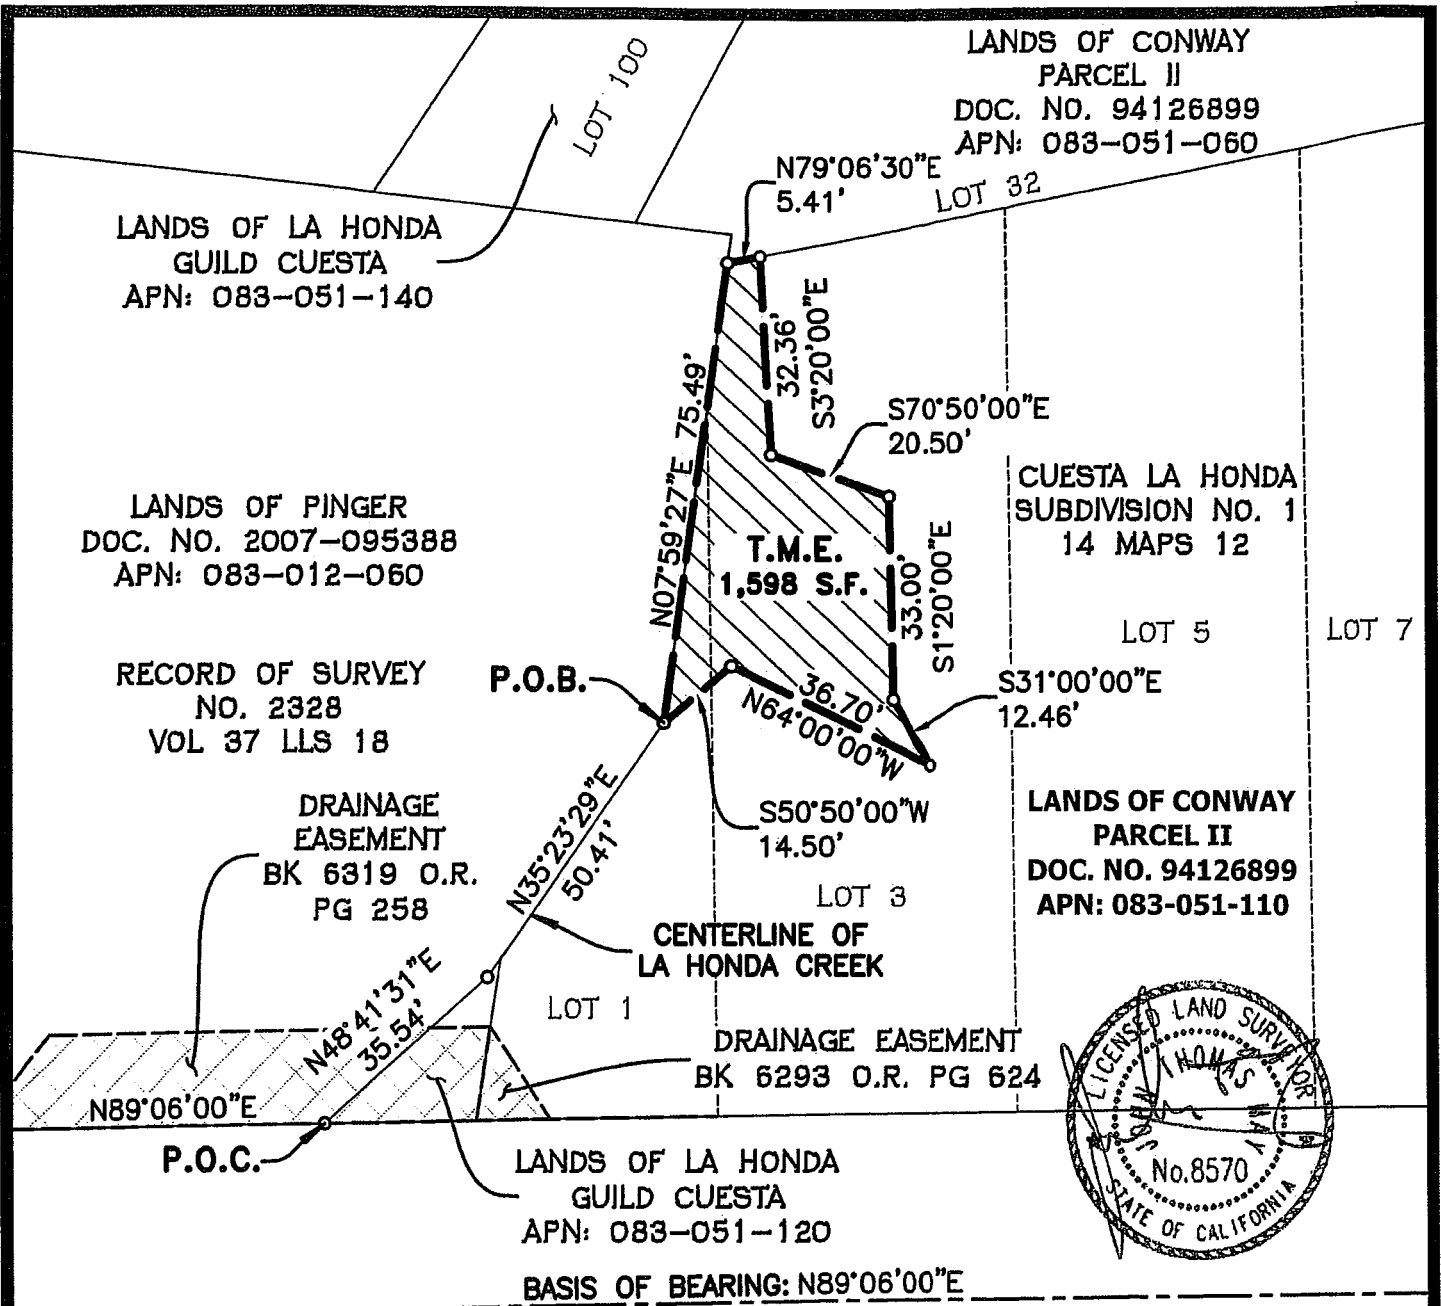 LANDS OF CONWAY
PARCEL II
DOC. NO. 94126899
APN: 083-051-060
LOT 100
N79°06'30"E
5.41'
LOT 32
LANDS OF LA HONDA
GUILD CUESTA
APN: 083-051-140
32.36'
S3°20'00"E
N07°59'27"E 75.49'
S70°50'00"E
20.50'
CUESTA LA HONDA
SUBDIVISION NO. 1
14 MAPS 12
LANDS OF PINGER
DOC. NO. 2007-095388
APN: 083-012-060
T.M.E.
1,598 S.F.
33.00'
S1°20'00"E
LOT 5
LOT 7
RECORD OF SURVEY
NO. 2328
VOL 37 LLS 18
P.O.B.
36.70'
N64°00'00"W
S31°00'00"E
12.46'
DRAINAGE
EASEMENT
BK 6319 O.R.
PG 258
N35°23'29"E
50.41'
S50°50'00"W
14.50'
LANDS OF CONWAY
PARCEL II
DOC. NO. 94126899
APN: 083-051-110
LOT 3
CENTERLINE OF
LA HONDA CREEK
N48°41'31"E
35.54'
LOT 1
DRAINAGE EASEMENT
BK 6293 O.R. PG 624
N89°06'00"E
P.O.C.
LANDS OF LA HONDA
GUILD CUESTA
APN: 083-051-120
LICENSED LAND SURVEYOR
JOHN THOMAS MAY
No.8570
STATE OF CALIFORNIA
BASIS OF BEARING: N89°06'00"E